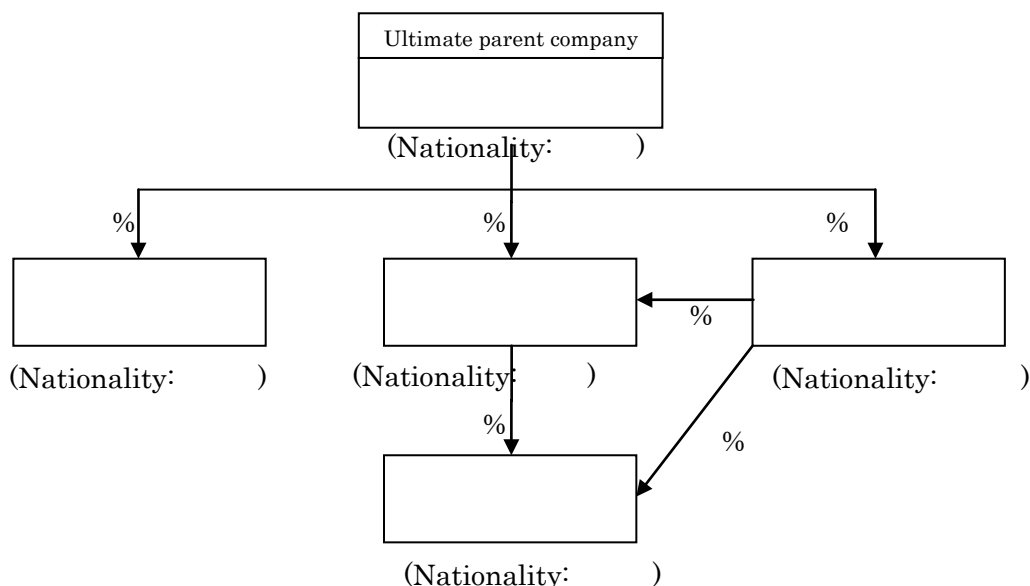 Ultimate parent company
(Nationality: )
% % %
%
(Nationality: ) (Nationality: ) (Nationality: )
% %
(Nationality: )